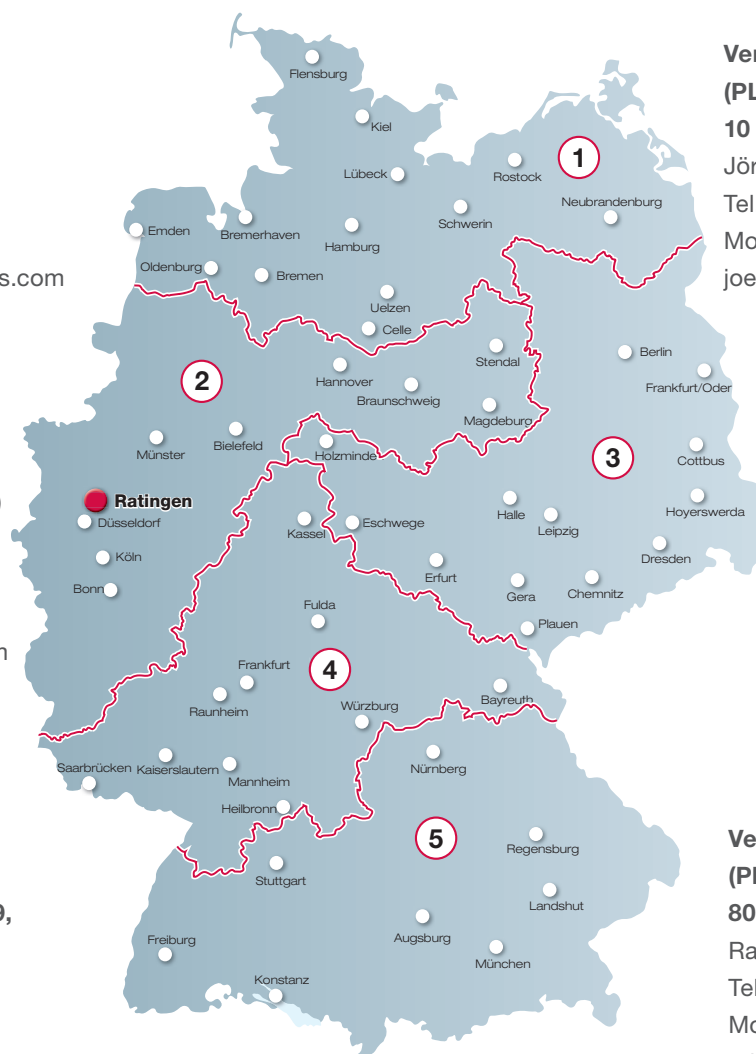 Flensburg
Kiel
Lübeck
Rostock
1
Neubrandenburg
Schwerin
Emden
Bremerhaven
Hamburg
Oldenburg
Bremen
Uelzen
Celle
Stendal
Berlin
2
Hannover
Braunschweig
Frankfurt/Oder
Magdeburg
Münster
Bielefeld
Holzminde
3
Cottbus
Ratingen
Düsseldorf
Kassel
Eschwege
Halle
Leipzig
Hoyerswerda
Köln
Erfurt
Dresden
Bonn
Gera
Chemnitz
Fulda
Plauen
4
Frankfurt
Raunheim
Würzburg
Bayreuth
Saarbrücken
Kaiserslautern
Mannheim
Nürnberg
Heilbronn
5
Regensburg
Stuttgart
Landshut
Augsburg
Freiburg
München
Konstanz
s.com
)
9,
Ver
(PL
10
Jör
Tel
Mo
joe
Ve
(P
80
Ra
Tel
Mo